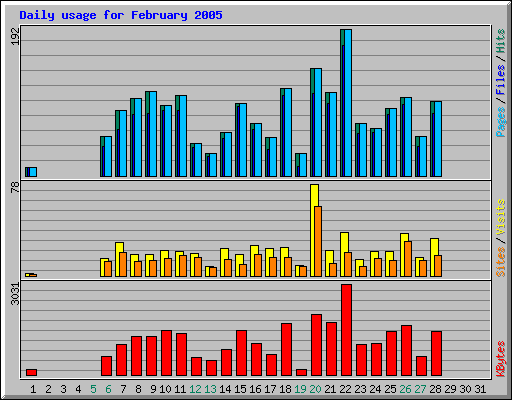 Daily usage for February 2005
192
Pages / Files / Hits
78
Sites / Visits
3031
KBytes
1 2 3 4 5 6 7 8 9 10 11 12 13 14 15 16 17 18 19 20 21 22 23 24 25 26 27 28 29 30 31